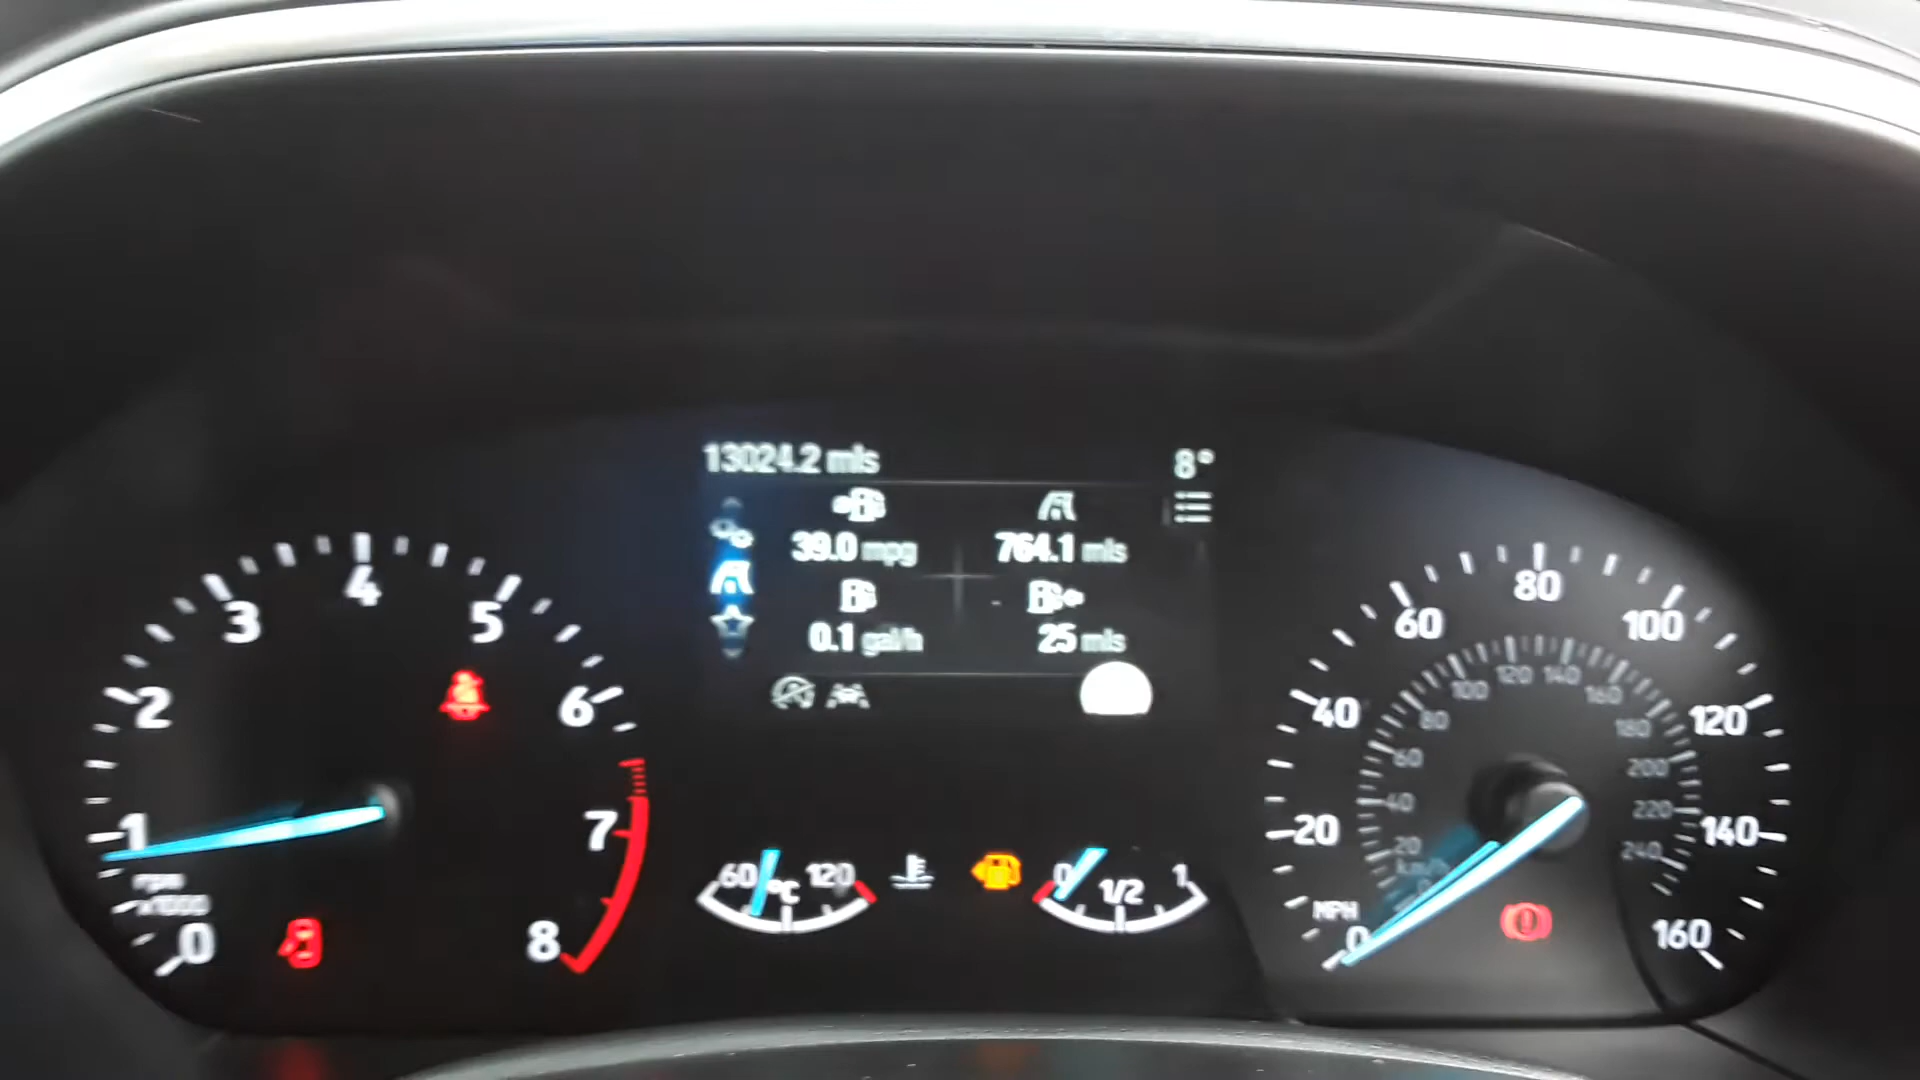 13024.2 mls 8°
39.0 mpg 764.1 mls
0.1 gal/h 25 mls
0 1 2 3 4 5 6 7 8
rpm
x1000
60 °C 120
0 1/2 1
0 20 40 60 80 100 120 140 160
MPH
0 20 40 60 80 100 120 140 160 180 200 220 240
km/h